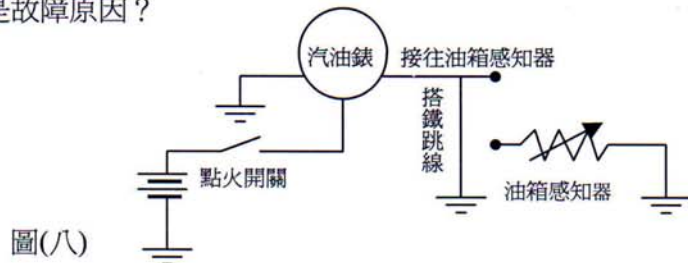 是故障原因？
汽油錶
接往油箱感知器
搭鐵跳線
點火開關
油箱感知器
圖(八)